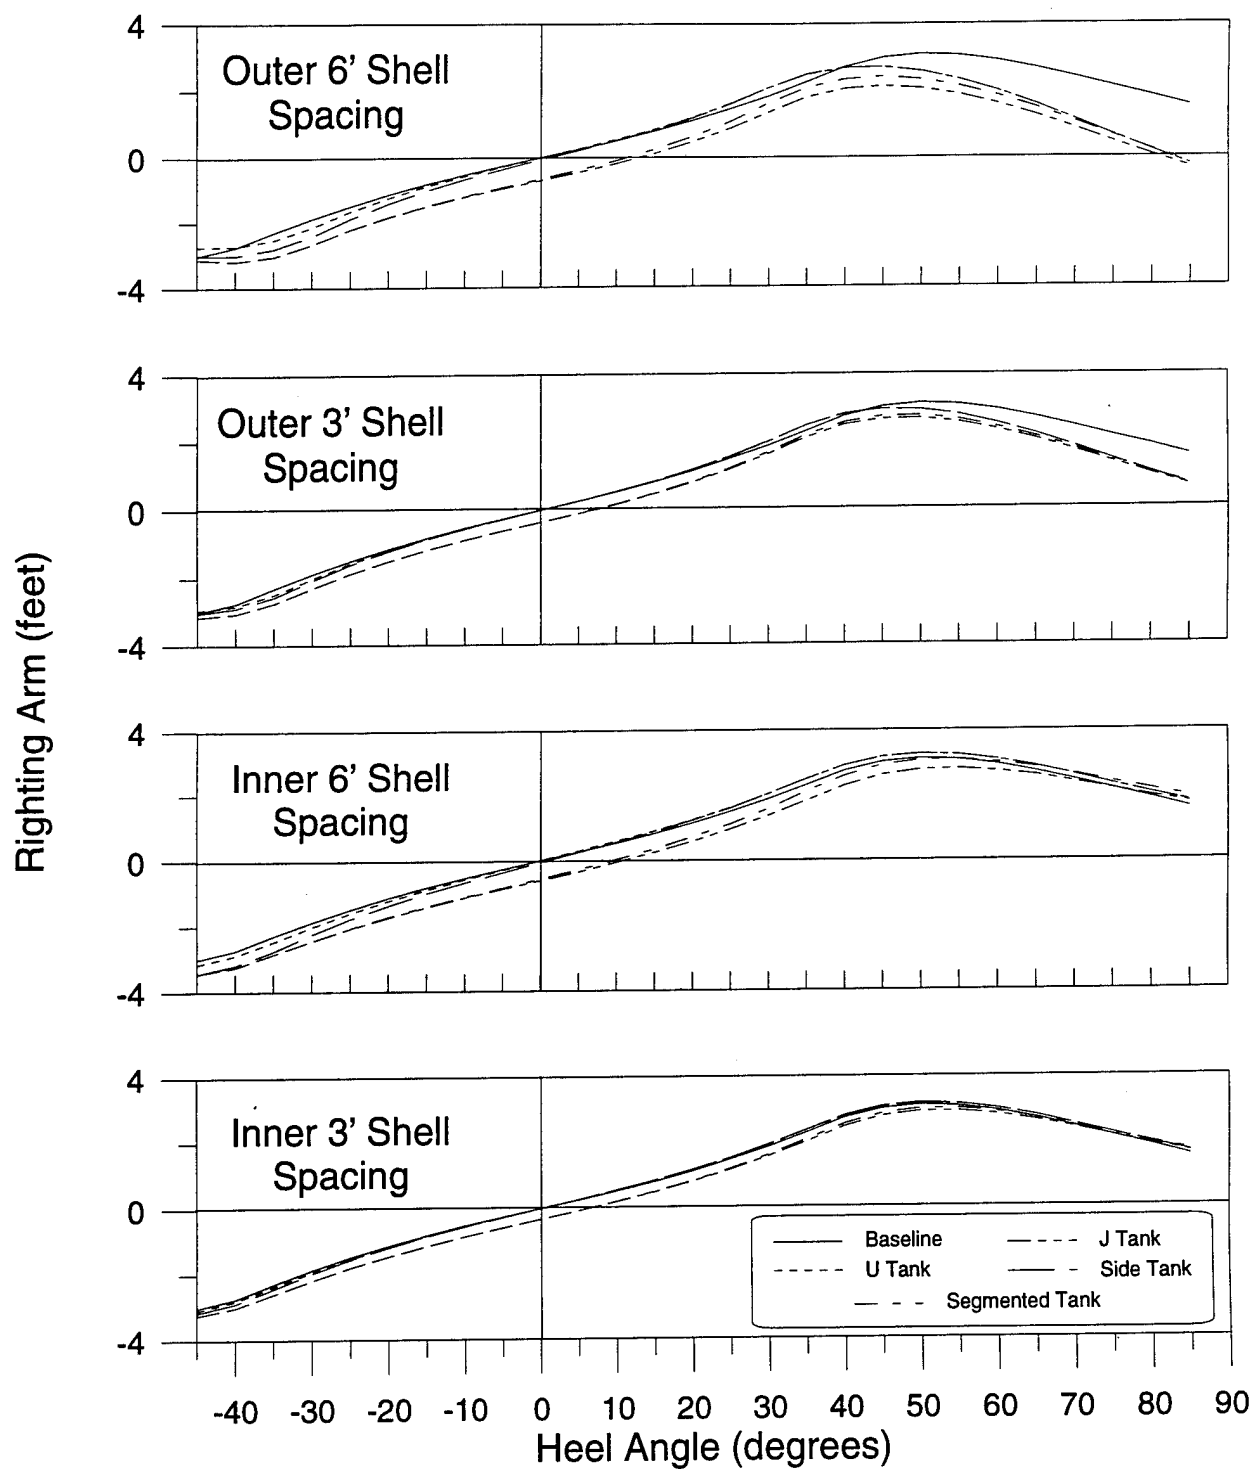 Righting Arm (feet)
4
Outer 6' Shell
Spacing
0
-4
4
Outer 3' Shell
Spacing
0
-4
4
Inner 6' Shell
Spacing
0
-4
4
Inner 3' Shell
Spacing
0
Baseline J Tank
U Tank Side Tank
Segmented Tank
-4
-40 -30 -20 -10 0 10 20 30 40 50 60 70 80 90
Heel Angle (degrees)